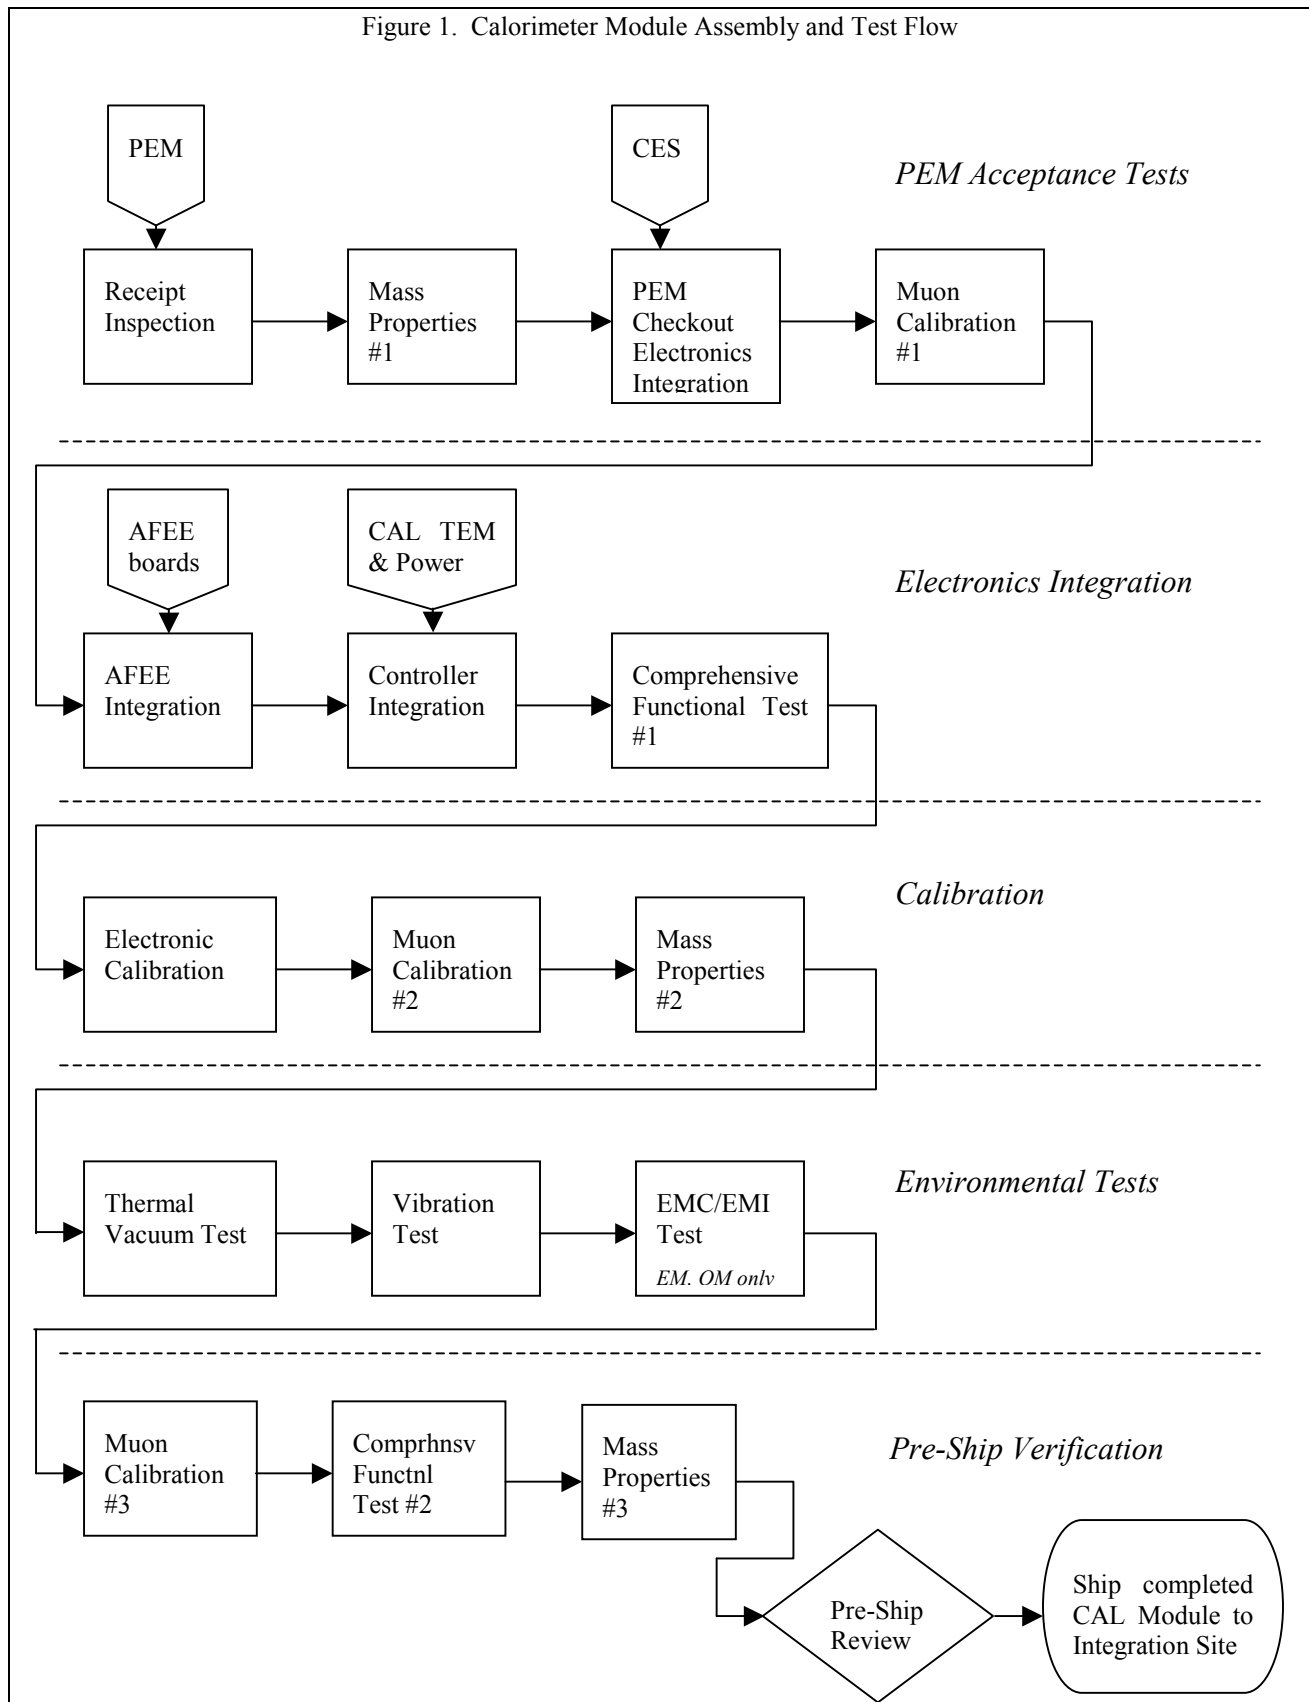 Figure 1. Calorimeter Module Assembly and Test Flow
PEM
CES
PEM Acceptance Tests
Receipt
Inspection
Mass
Properties
#1
PEM
Checkout
Electronics
Integration
Muon
Calibration
#1
AFEE
boards
CAL TEM
& Power
Electronics Integration
AFEE
Integration
Controller
Integration
Comprehensive
Functional Test
#1
Calibration
Electronic
Calibration
Muon
Calibration
#2
Mass
Properties
#2
Environmental Tests
Thermal
Vacuum Test
Vibration
Test
EMC/EMI
Test
EM. OM only
Pre-Ship Verification
Muon
Calibration
#3
Comprhnsv
Functnl
Test #2
Mass
Properties
#3
Pre-Ship
Review
Ship completed
CAL Module to
Integration Site